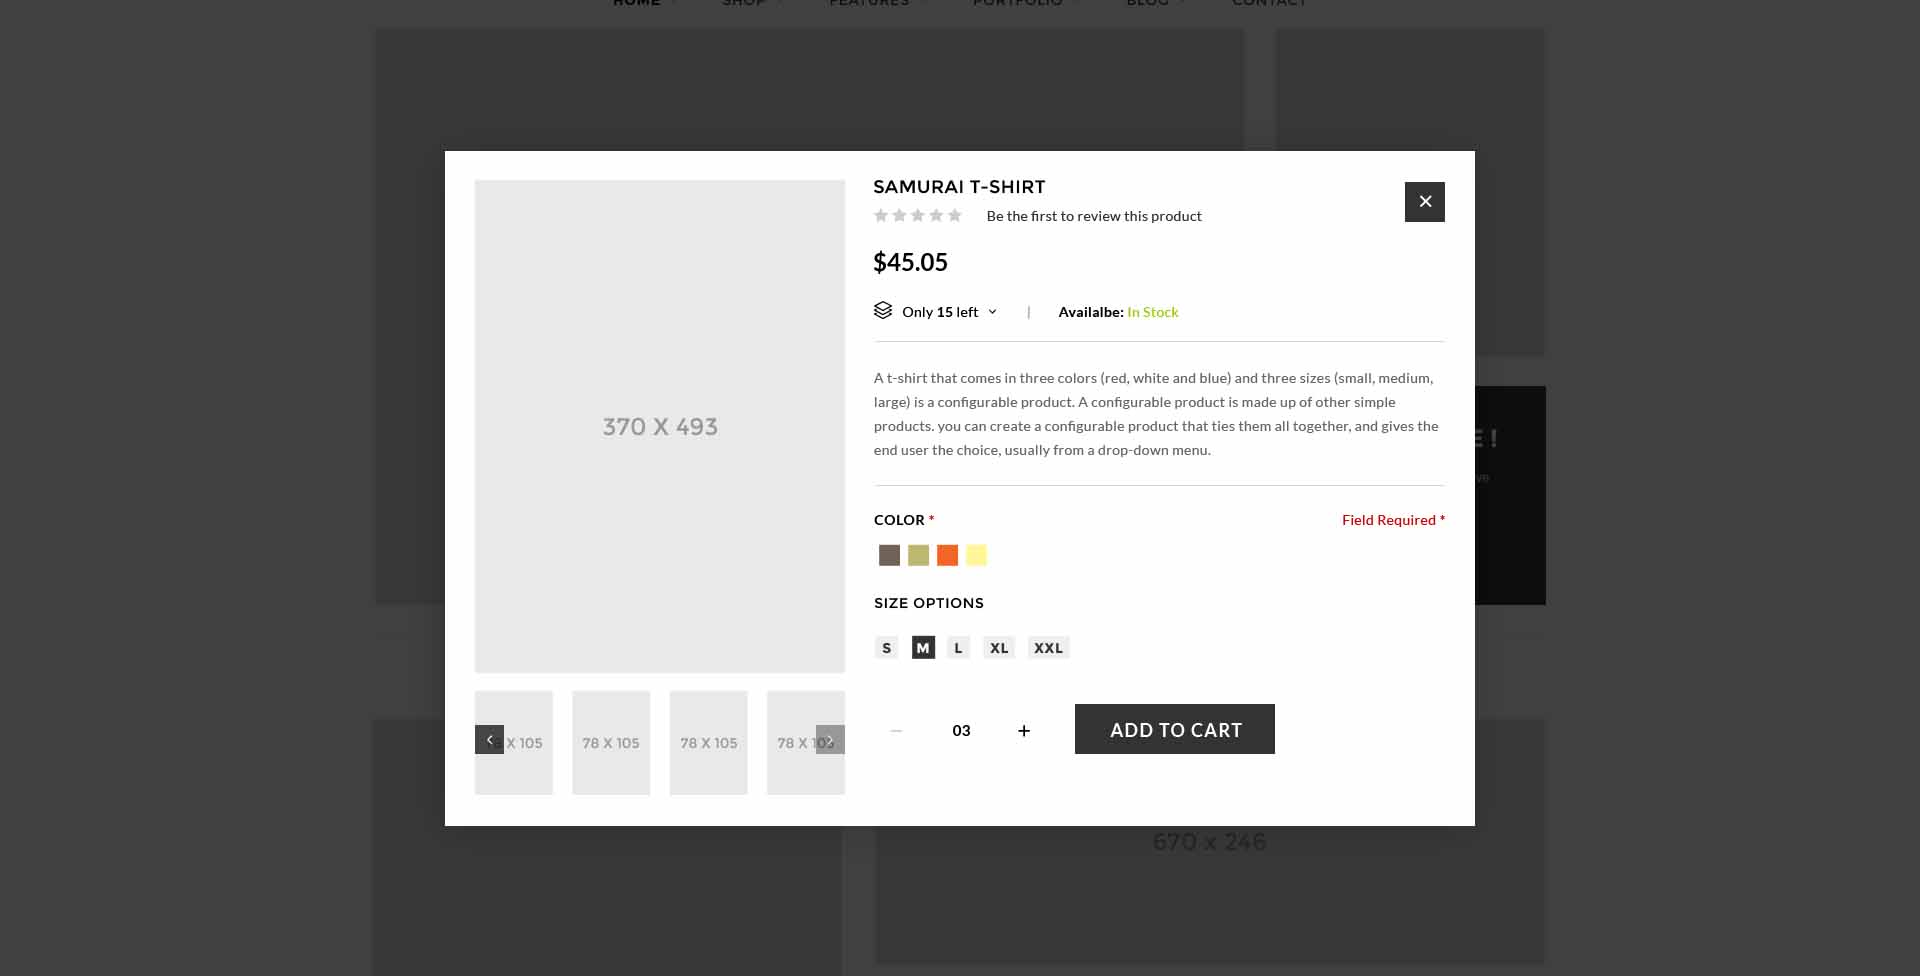 HOME SHOP FEATURES PORTFOLIO BLOG CONTACT
SAMURAI T-SHIRT
Be the first to review this product
$45.05
Only 15 left | Availalbe: In Stock
A t-shirt that comes in three colors (red, white and blue) and three sizes (small, medium,
large) is a configurable product. A configurable product is made up of other simple
products. you can create a configurable product that ties them all together, and gives the
end user the choice, usually from a drop-down menu.
370 X 493
COLOR *
Field Required *
SIZE OPTIONS
S M L XL XXL
X 105
78 X 105
78 X 105
78 X 105
03
ADD TO CART
670 x 246